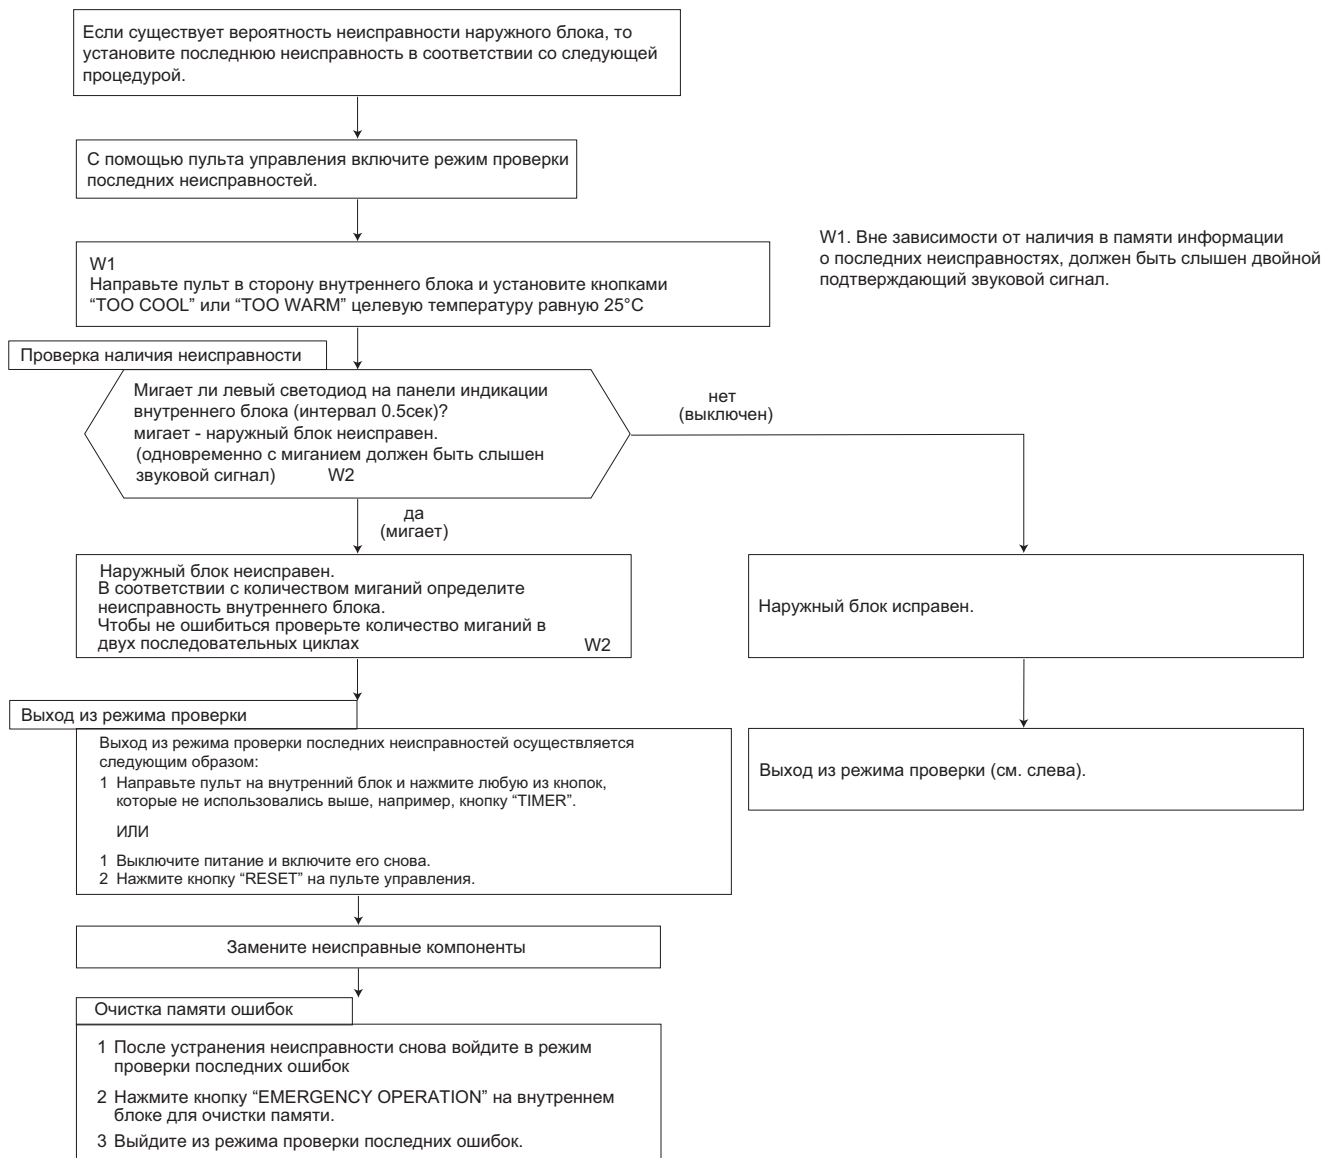 Если существует вероятность неисправности наружного блока, то
установите последнюю неисправность в соответствии со следующей
процедурой.
С помощью пульта управления включите режим проверки
последних неисправностей.
W1
Направьте пульт в сторону внутреннего блока и установите кнопками
“TOO COOL” или “TOO WARM” целевую температуру равную 25°C
W1. Вне зависимости от наличия в памяти информации
о последних неисправностях, должен быть слышен двойной
подтверждающий звуковой сигнал.
Проверка наличия неисправности
Мигает ли левый светодиод на панели индикации
внутреннего блока (интервал 0.5сек)?
мигает - наружный блок неисправен.
(одновременно с миганием должен быть слышен
звуковой сигнал) W2
нет
(выключен)
да
(мигает)
Наружный блок неисправен.
В соответствии с количеством миганий определите
неисправность внутреннего блока.
Чтобы не ошибиться проверьте количество миганий в
двух последовательных циклах W2
Наружный блок исправен.
Выход из режима проверки
Выход из режима проверки последних неисправностей осуществляется
следующим образом:
1 Направьте пульт на внутренний блок и нажмите любую из кнопок,
которые не использовались выше, например, кнопку “TIMER”.
ИЛИ
1 Выключите питание и включите его снова.
2 Нажмите кнопку “RESET” на пульте управления.
Выход из режима проверки (см. слева).
Замените неисправные компоненты
Очистка памяти ошибок
1 После устранения неисправности снова войдите в режим
проверки последних ошибок
2 Нажмите кнопку “EMERGENCY OPERATION” на внутреннем
блоке для очистки памяти.
3 Выйдите из режима проверки последних ошибок.